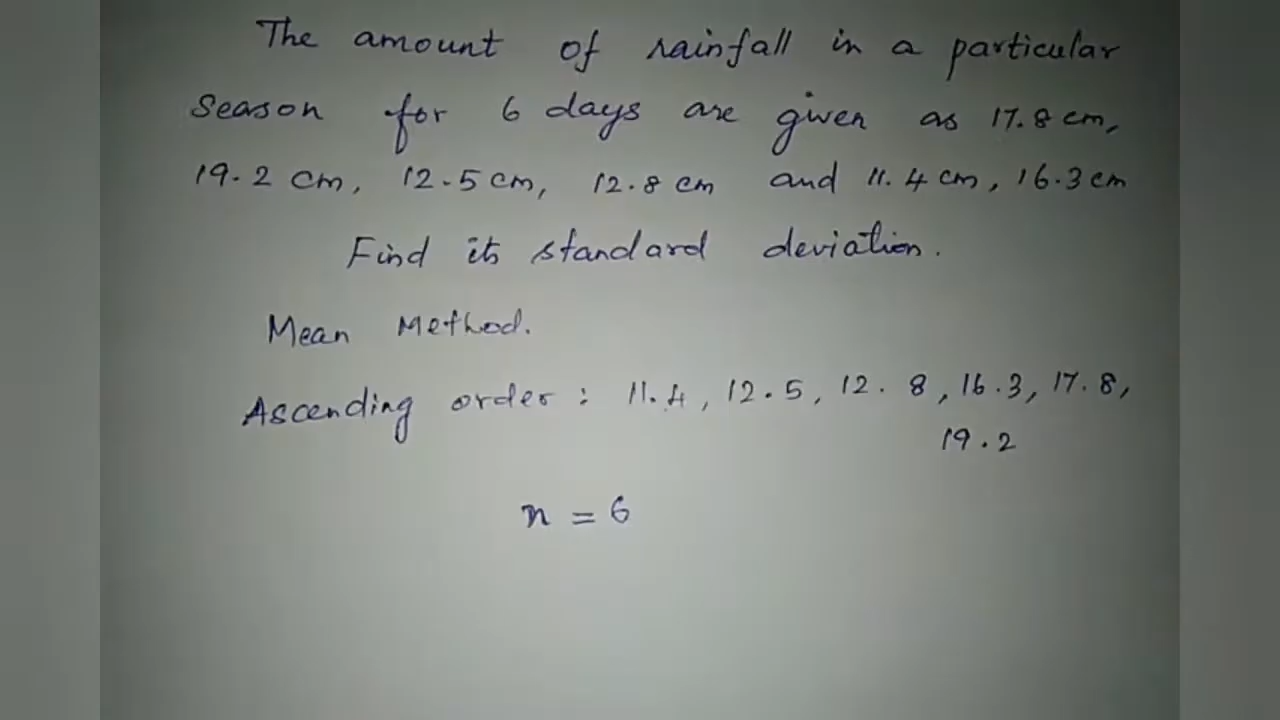 The amount of rainfall in a particular
Season for 6 days are given as 17.8 cm,
19.2 cm, 12.5 cm, 12.8 cm and 11.4 cm, 16.3 cm
Find its standard deviation.
Mean Method.
Ascending order : 11.4, 12.5, 12.8, 16.3, 17.8,
19.2
n = 6